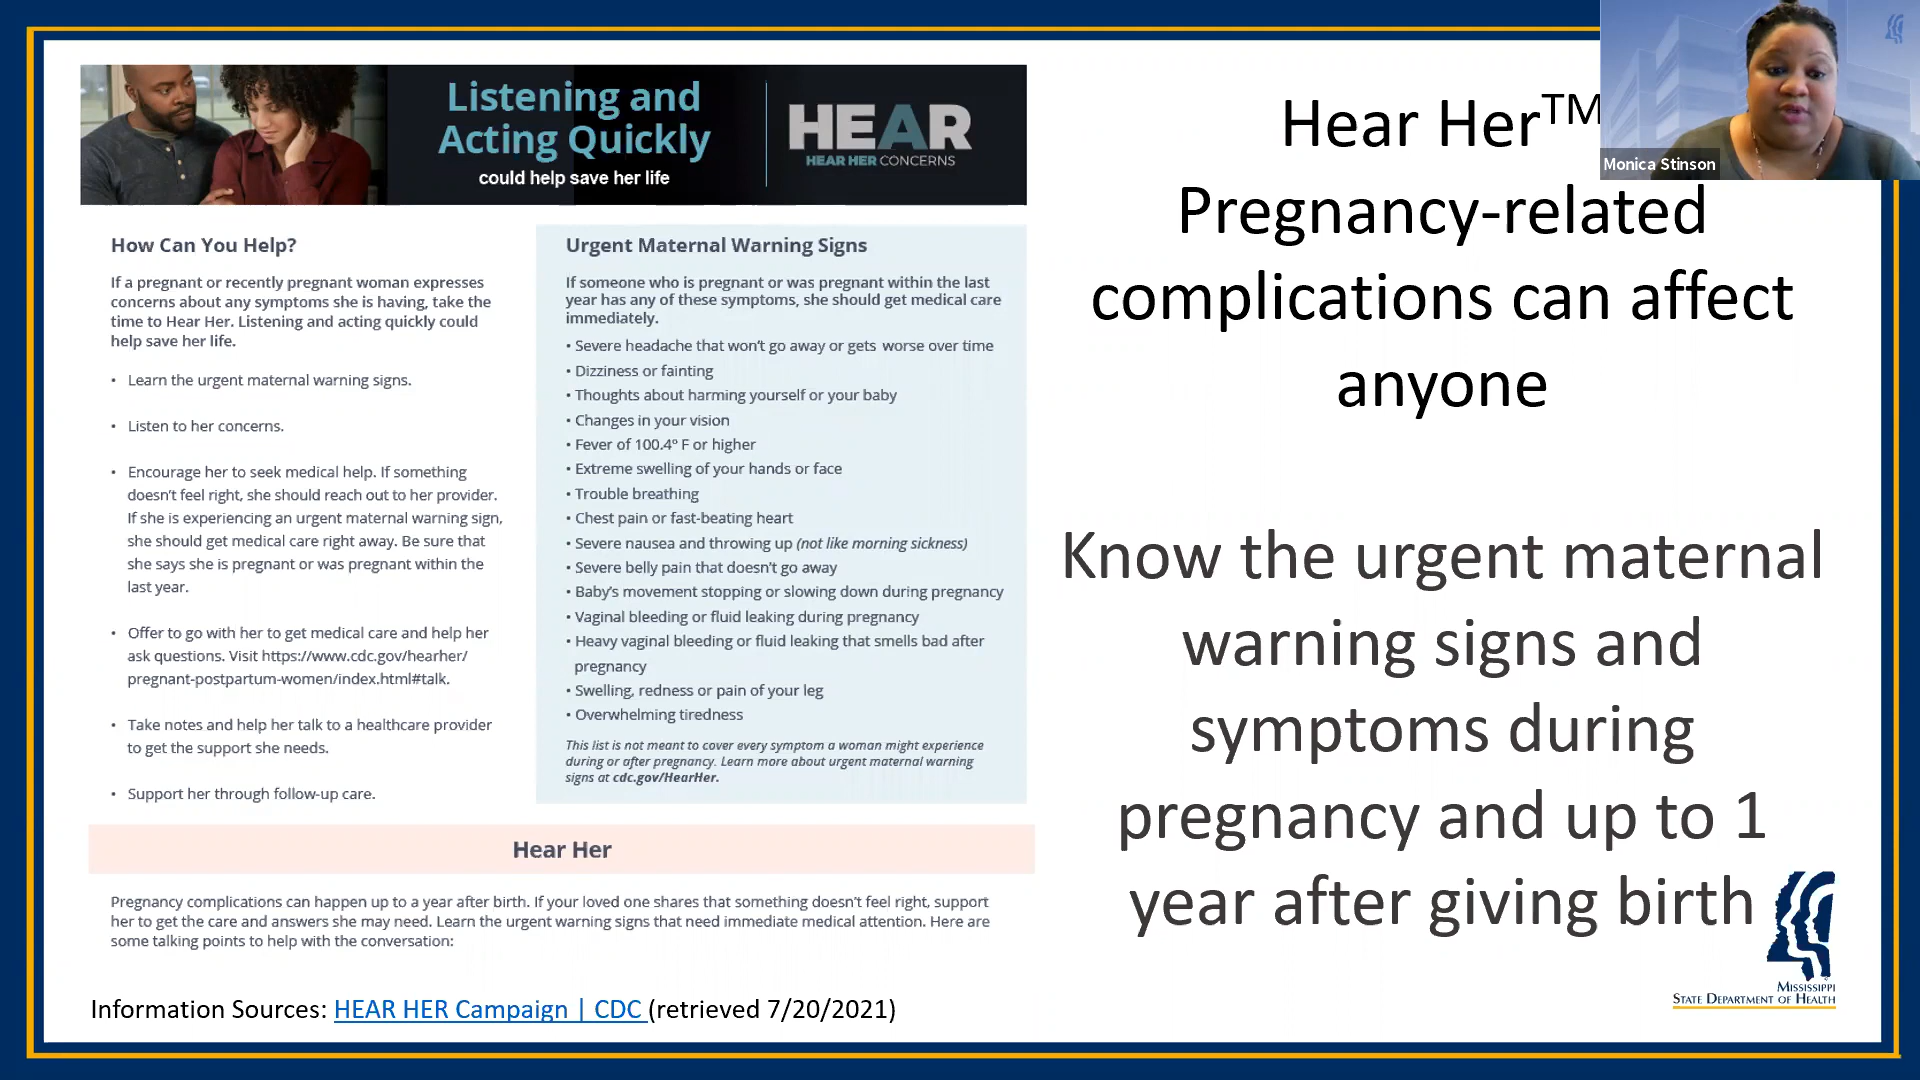 Listening and
Acting Quickly
could help save her life
HEAR
HEAR HER CONCERNS
How Can You Help?
If a pregnant or recently pregnant woman expresses
concerns about any symptoms she is having, take the
time to Hear Her. Listening and acting quickly could
help save her life.
• Learn the urgent maternal warning signs.
• Listen to her concerns.
• Encourage her to seek medical help. If something
doesn't feel right, she should reach out to her provider.
If she is experiencing an urgent maternal warning sign,
she should get medical care right away. Be sure that
she says she is pregnant or was pregnant within the
last year.
• Offer to go with her to get medical care and help her
ask questions. Visit https://www.cdc.gov/hearher/
pregnant-postpartum-women/index.html#talk.
• Take notes and help her talk to a healthcare provider
to get the support she needs.
• Support her through follow-up care.
Urgent Maternal Warning Signs
If someone who is pregnant or was pregnant within the last
year has any of these symptoms, she should get medical care
immediately.
• Severe headache that won't go away or gets worse over time
• Dizziness or fainting
• Thoughts about harming yourself or your baby
• Changes in your vision
• Fever of 100.4º F or higher
• Extreme swelling of your hands or face
• Trouble breathing
• Chest pain or fast-beating heart
• Severe nausea and throwing up (not like morning sickness)
• Severe belly pain that doesn't go away
• Baby's movement stopping or slowing down during pregnancy
• Vaginal bleeding or fluid leaking during pregnancy
• Heavy vaginal bleeding or fluid leaking that smells bad after
pregnancy
• Swelling, redness or pain of your leg
• Overwhelming tiredness
This list is not meant to cover every symptom a woman might experience
during or after pregnancy. Learn more about urgent maternal warning
signs at cdc.gov/HearHer.
Hear Her
Pregnancy complications can happen up to a year after birth. If your loved one shares that something doesn't feel right, support
her to get the care and answers she may need. Learn the urgent warning signs that need immediate medical attention. Here are
some talking points to help with the conversation:
Information Sources: HEAR HER Campaign | CDC (retrieved 7/20/2021)
Hear Her™
Pregnancy-related
complications can affect
anyone
Know the urgent maternal
warning signs and
symptoms during
pregnancy and up to 1
year after giving birth
Monica Stinson
MISSISSIPPI
STATE DEPARTMENT OF HEALTH